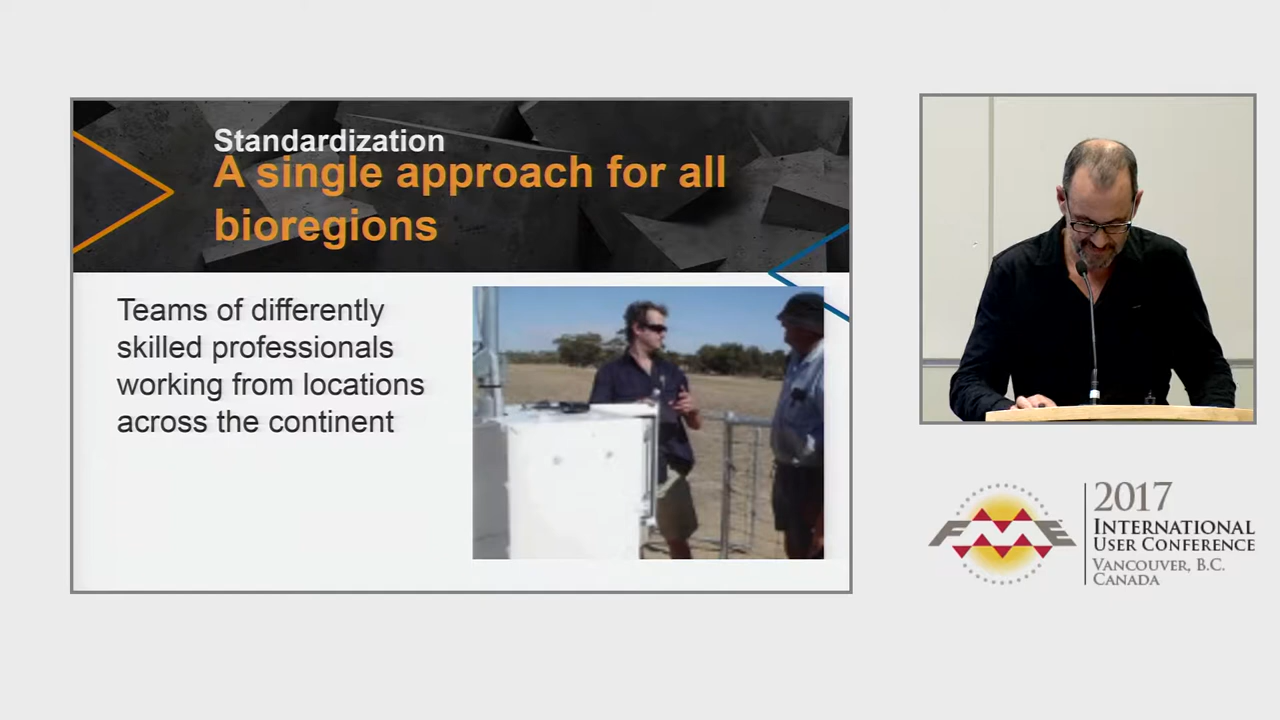 Standardization
A single approach for all
bioregions
Teams of differently
skilled professionals
working from locations
across the continent
FME
2017
INTERNATIONAL
USER CONFERENCE
VANCOUVER, B.C.
CANADA